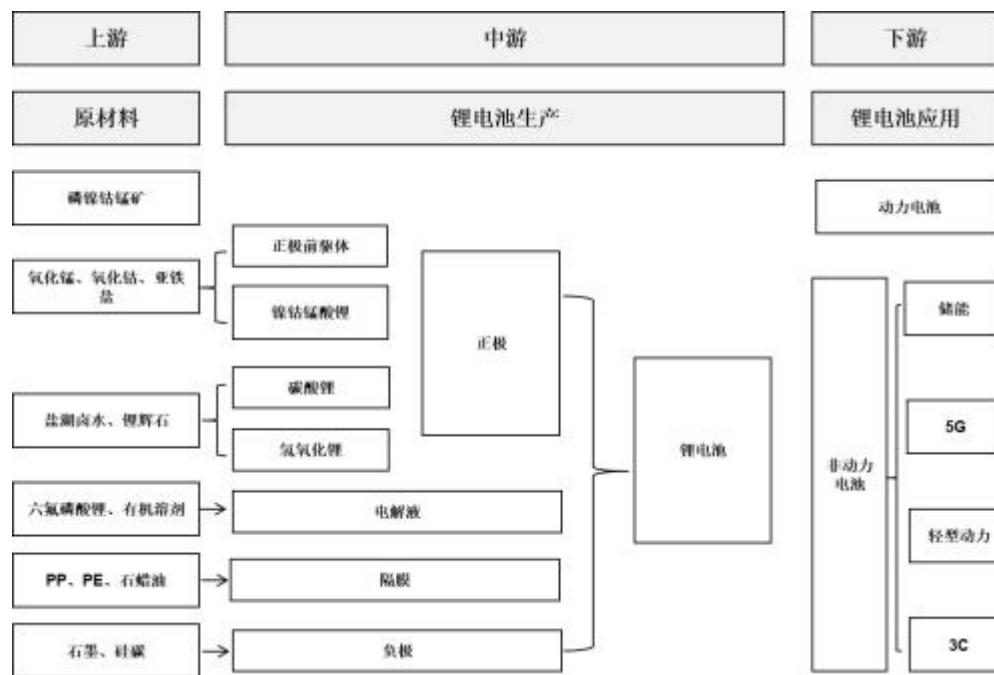 上游
中游
下游
原材料
锂电池生产
锂电池应用
磷镍钴锰矿
动力电池
氧化锰、氧化钴、亚铁
盐
正极前驱体
镍钴锰酸锂
正极
储能
盐湖卤水、锂辉石
碳酸锂
氢氧化锂
锂电池
非动力
电池
5G
六氟磷酸锂、有机溶剂
电解液
轻型动力
PP、PE、石蜡油
隔膜
石墨、硅碳
负极
3C